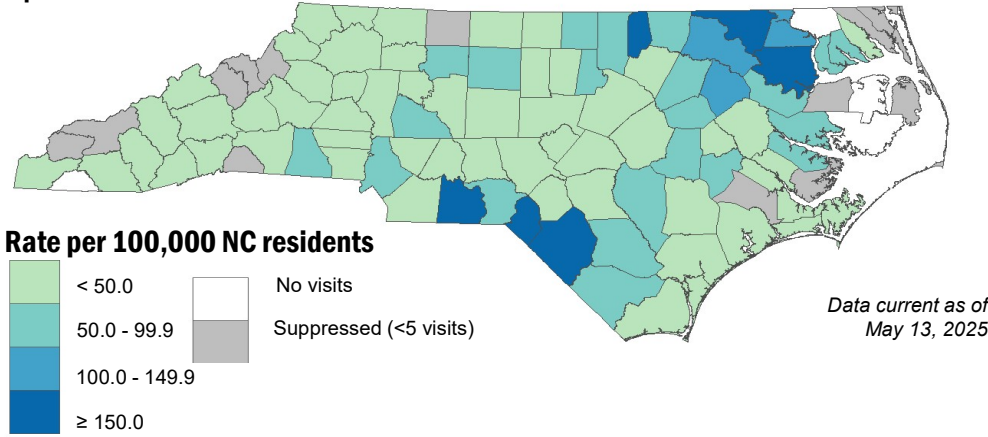 Rate per 100,000 NC residents
< 50.0
50.0 - 99.9
100.0 - 149.9
≥ 150.0
No visits
Suppressed (<5 visits)
Data current as of
May 13, 2025